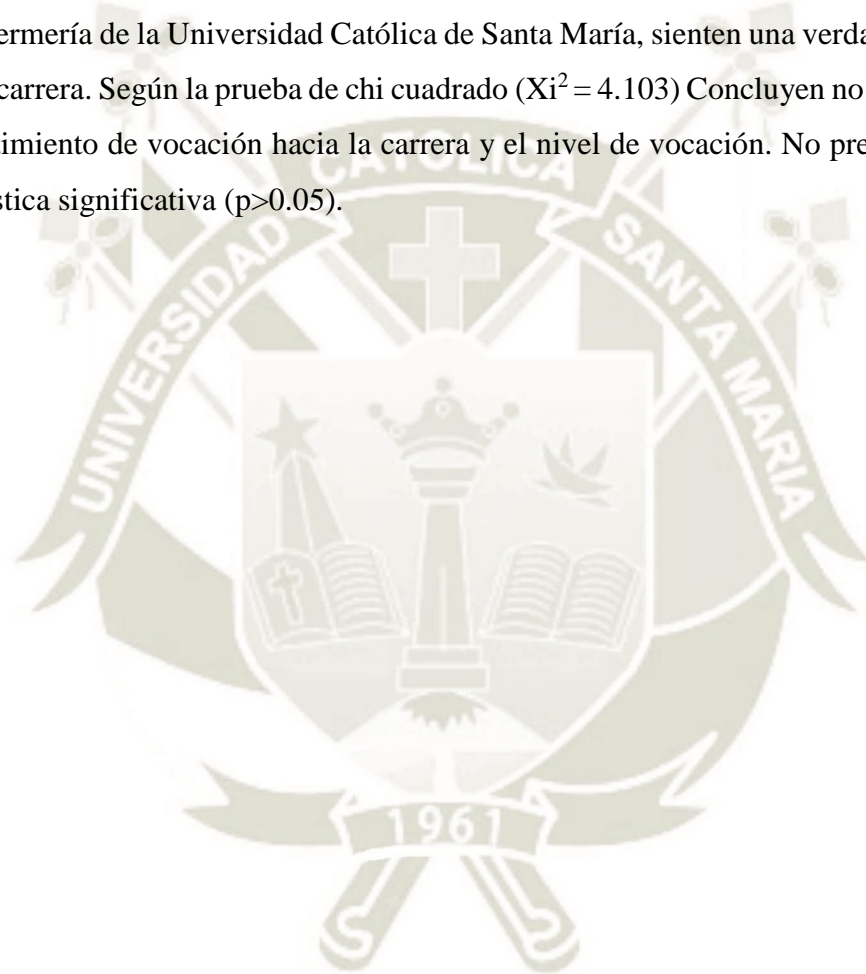 ermería de la Universidad Católica de Santa María, sienten una verda
carrera. Según la prueba de chi cuadrado (Xi² = 4.103) Concluyen no
imiento de vocación hacia la carrera y el nivel de vocación. No pre
stica significativa (p>0.05).
UNIVERSIDAD CATOLICA SANTA MARIA
1961